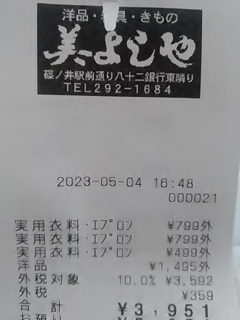 洋品・寝具・きもの
美よしや
篠ノ井駅前通り八十二銀行東隣り
TEL292-1684
2023-05-04 16:48
000021
実用衣料・エプロン ¥799外
実用衣料・エプロン ¥799外
実用衣料・エプロン ¥499外
洋品 ¥1,495外
外税対象 10.0% ¥3,592
外税 ¥359
合計 ¥3,951
お預り